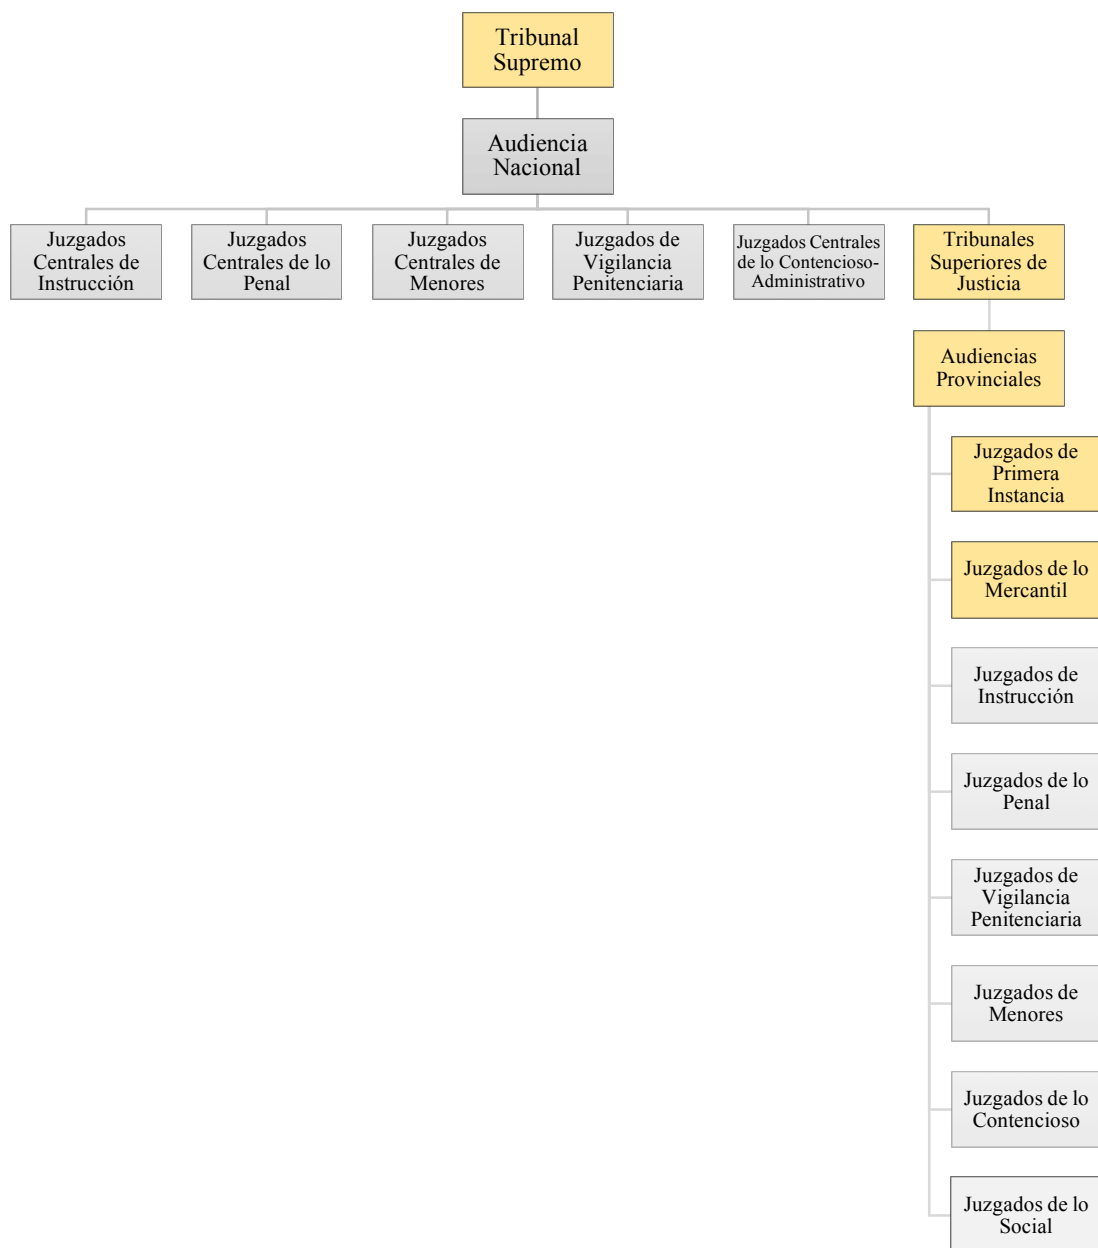 Tribunal
Supremo
Audiencia
Nacional
Juzgados
Centrales de
Instrucción
Juzgados
Centrales de lo
Penal
Juzgados
Centrales de
Menores
Juzgados de
Vigilancia
Penitenciaria
Juzgados Centrales
de lo Contencioso-
Administrativo
Tribunales
Superiores de
Justicia
Audiencias
Provinciales
Juzgados de
Primera
Instancia
Juzgados de lo
Mercantil
Juzgados de
Instrucción
Juzgados de lo
Penal
Juzgados de
Vigilancia
Penitenciaria
Juzgados de
Menores
Juzgados de lo
Contencioso
Juzgados de lo
Social